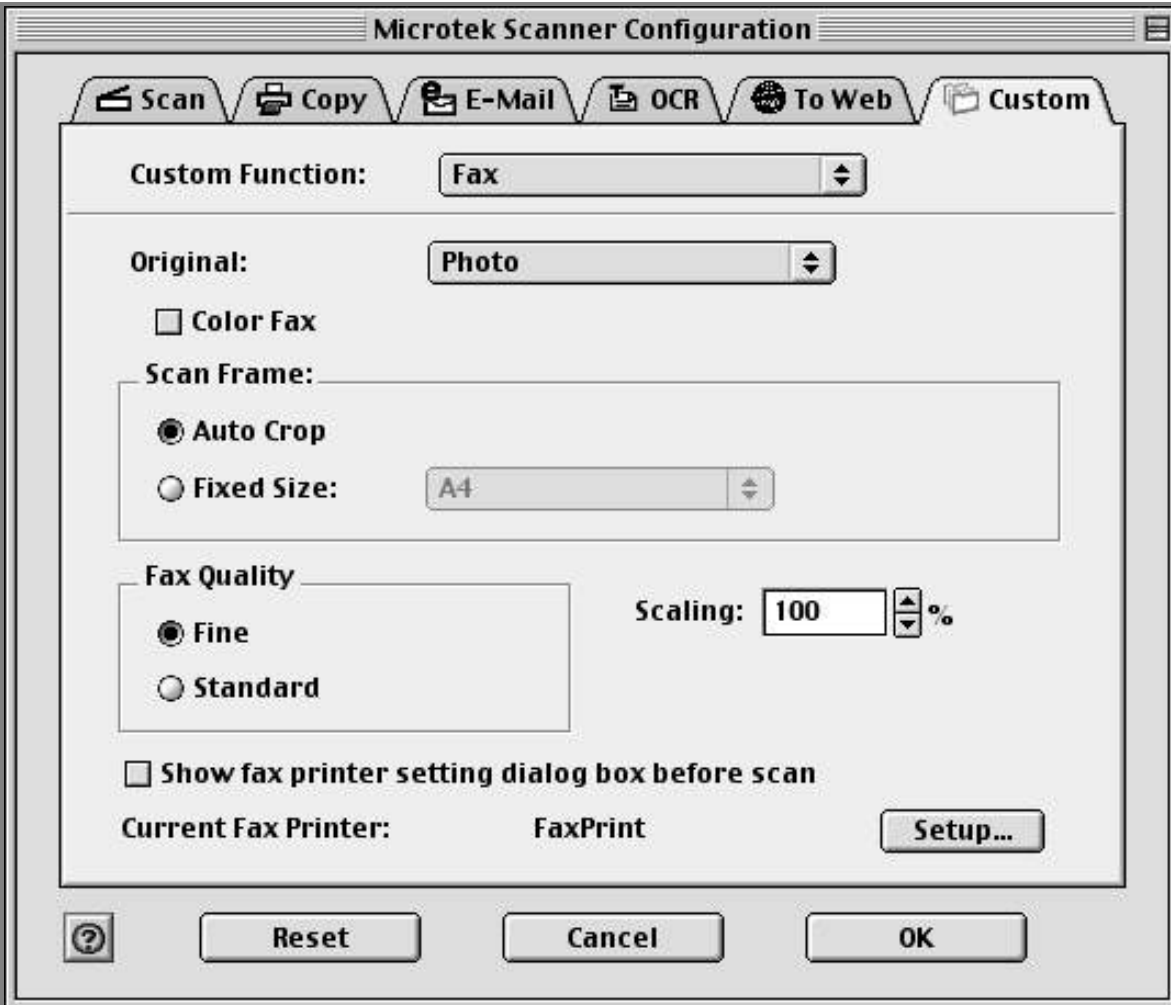 Microtek Scanner Configuration
Scan Copy E-Mail OCR To Web Custom
Custom Function: Fax
Original: Photo
Color Fax
Scan Frame:
Auto Crop
Fixed Size: A4
Fax Quality
Fine
Standard
Scaling: 100 %
Show fax printer setting dialog box before scan
Current Fax Printer: FaxPrint Setup...
? Reset Cancel OK